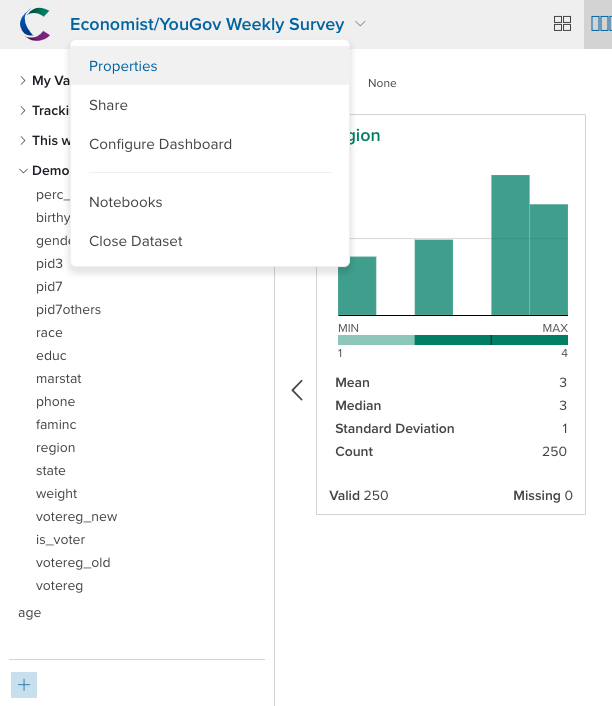 Economist/YouGov Weekly Survey
Properties
Share
Configure Dashboard
Notebooks
Close Dataset
My Va
Tracki
This w
Demo
perc_
birthy
gende
pid3
pid7
pid7others
race
educ
marstat
phone
faminc
region
state
weight
votereg_new
is_voter
votereg_old
votereg
age
+
None
gion
MIN MAX
1 4
Mean 3
Median 3
Standard Deviation 1
Count 250
Valid 250 Missing 0